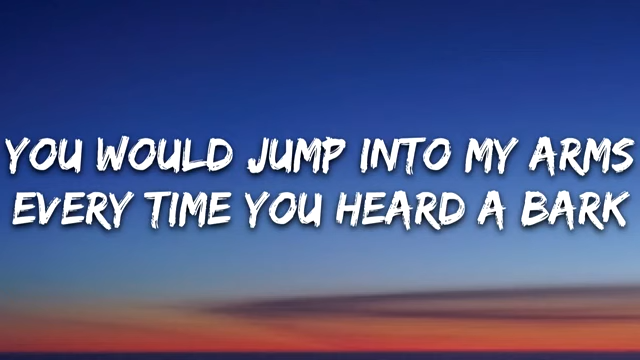 YOU WOULD JUMP INTO MY ARMS
EVERY TIME YOU HEARD A BARK